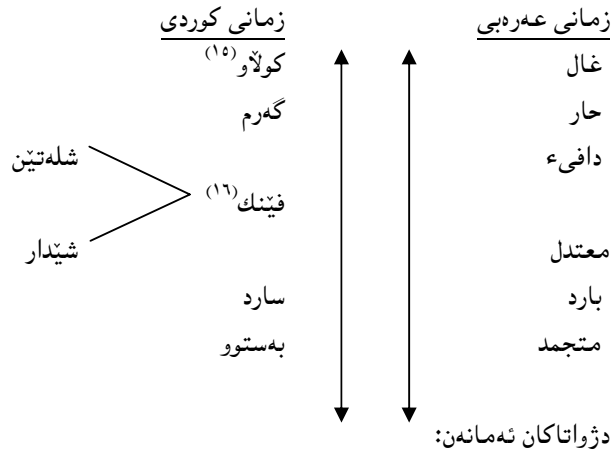 زمانی عەرەبی	زمانی کوردی
غال	کوڵاو(١٥)
حار	گەرم
دافیء	شلەتێن
فێنك(١٦)
معتدل	شێدار
بارد	سارد
متجمد	بەستوو
دژواتاکان ئەمانەن: